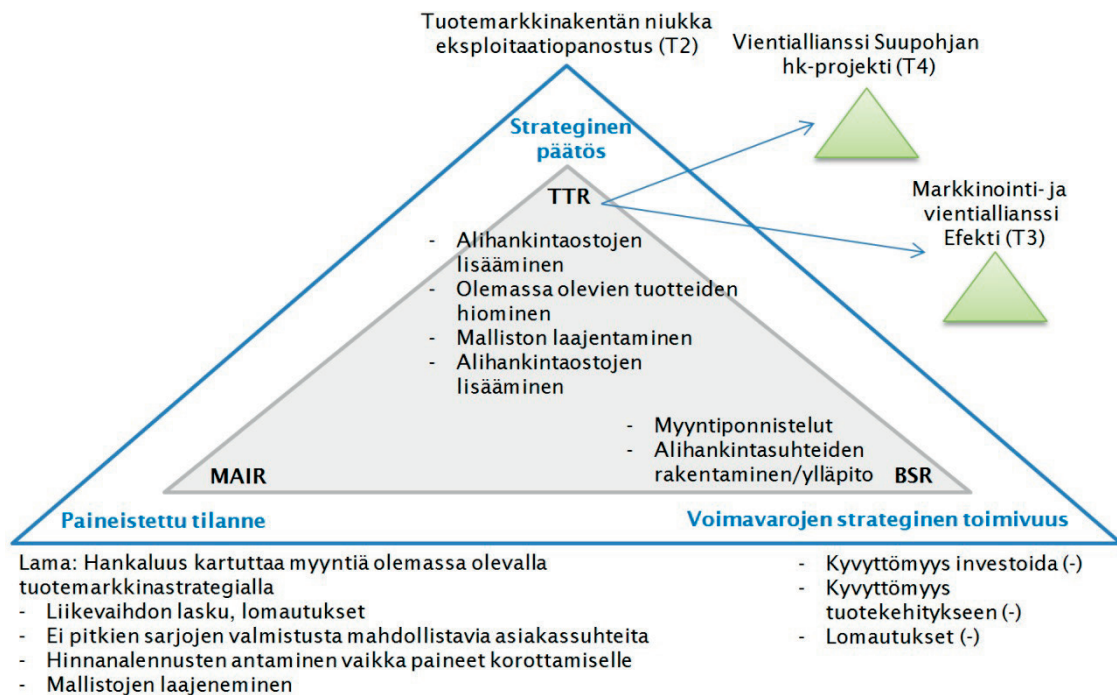 Tuotemarkkinakentän niukka
eksploitaatiopanostus (T2)
Vientiallianssi Suupohjan
hk-projekti (T4)
Strateginen
päätös
TTR
Markkinointi- ja
vientiallianssi
Efekti (T3)
- Alihankintaostojen
lisääminen
- Olemassa olevien tuotteiden
hiominen
- Malliston laajentaminen
- Alihankintaostojen
lisääminen
- Myyntiponnistelut
- Alihankintasuhteiden
rakentaminen/ylläpito
MAIR
BSR
Paineistettu tilanne
Voimavarojen strateginen toimivuus
Lama: Hankaluus kartuttaa myyntiä olemassa olevalla
tuotemarkkinastrategialla
- Liikevaihdon lasku, lomautukset
- Ei pitkien sarjojen valmistusta mahdollistavia asiakassuhteita
- Hinnanalennusten antaminen vaikka paineet korottamiselle
- Mallistojen laajeneminen
- Kyvyttömyys investoida (-)
- Kyvyttömyys
tuotekehitykseen (-)
- Lomautukset (-)